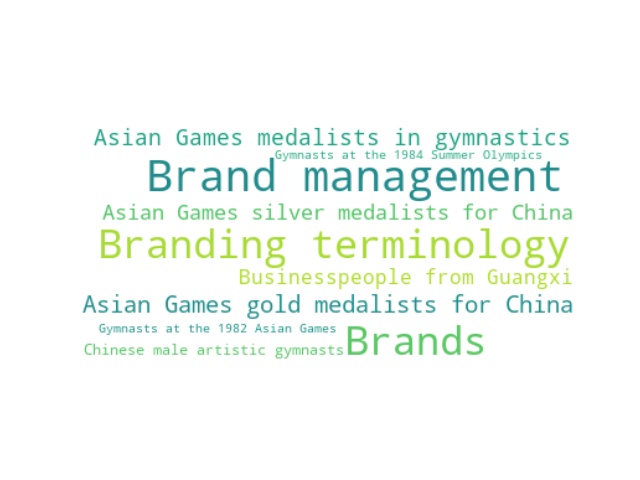 Asian Games medalists in gymnastics
Gymnasts at the 1984 Summer Olympics
Brand management
Asian Games silver medalists for China
Branding terminology
Businesspeople from Guangxi
Asian Games gold medalists for China
Gymnasts at the 1982 Asian Games
Brands
Chinese male artistic gymnasts